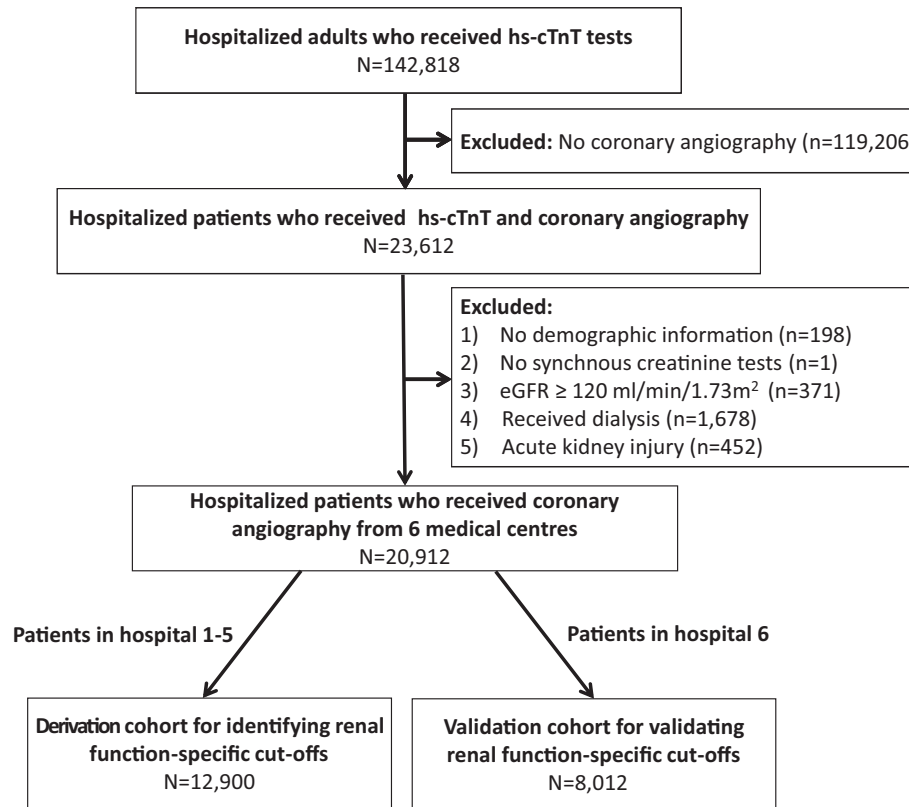 Hospitalized adults who received hs-cTnT tests
N=142,818
Excluded: No coronary angiography (n=119,206
Hospitalized patients who received hs-cTnT and coronary angiography
N=23,612
Excluded:
1) No demographic information (n=198)
2) No synchnous creatinine tests (n=1)
3) eGFR ≥ 120 ml/min/1.73m² (n=371)
4) Received dialysis (n=1,678)
5) Acute kidney injury (n=452)
Hospitalized patients who received coronary
angiography from 6 medical centres
N=20,912
Patients in hospital 1-5
Patients in hospital 6
Derivation cohort for identifying renal
function-specific cut-offs
N=12,900
Validation cohort for validating
renal function-specific cut-offs
N=8,012